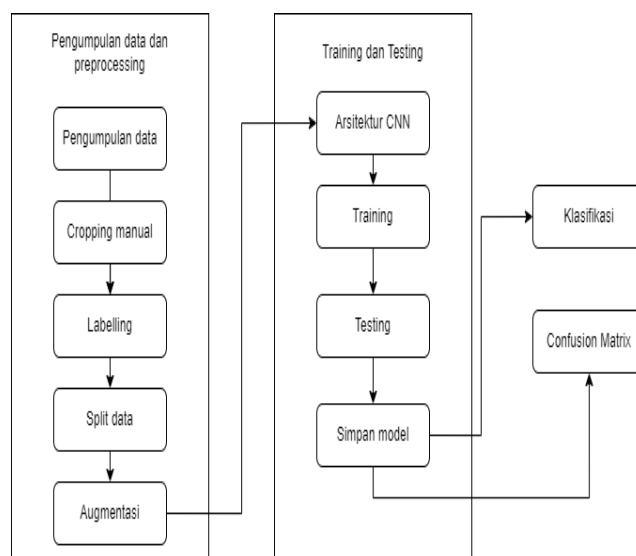 Pengumpulan data dan
preprocessing
Pengumpulan data
Cropping manual
Labelling
Split data
Augmentasi
Training dan Testing
Arsitektur CNN
Training
Testing
Simpan model
Klasifikasi
Confusion Matrix